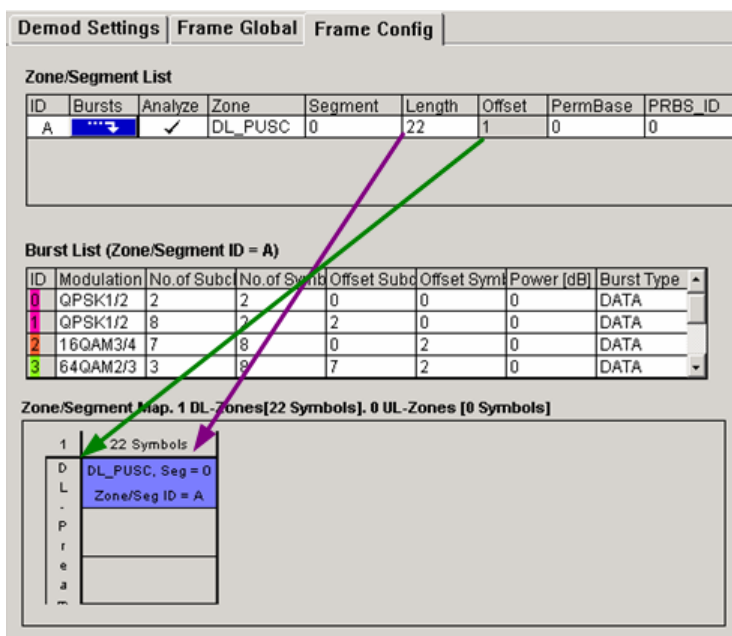 Demod Settings Frame Global Frame Config
Zone/Segment List
ID Bursts Analyze Zone Segment Length Offset PermBase PRBS_ID
A DL_PUSC 0 22 1 0 0
Burst List (Zone/Segment ID = A)
ID Modulation No.of Subcl No.of Symb Offset Subc Offset Symb Power [dB] Burst Type
0 QPSK1/2 2 2 0 0 0 DATA
1 QPSK1/2 8 2 2 0 0 DATA
2 16QAM3/4 7 8 0 2 0 DATA
3 64QAM2/3 3 8 7 2 0 DATA
Zone/Segment Map. 1 DL-Zones[22 Symbols]. 0 UL-Zones [0 Symbols]
1 22 Symbols
DL-Pream
DL_PUSC, Seg = 0
Zone/Seg ID = A